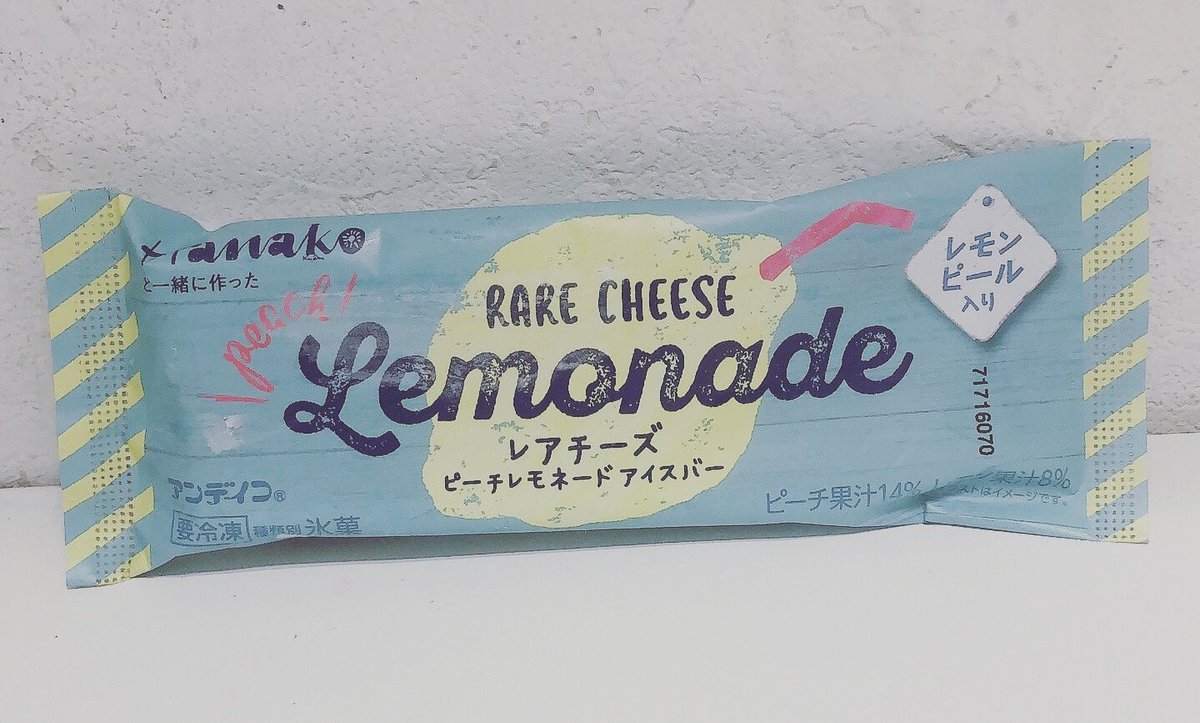 ×Hanako
と一緒に作った
peach!
RARE CHEESE
Lemonade
レアチーズ
ピーチレモネード アイスバー
レモン
ピール
入り
71716070
アンデイコ®
要冷凍 種類別 氷菓
ピーチ果汁14% 果汁8%
はイメージです。